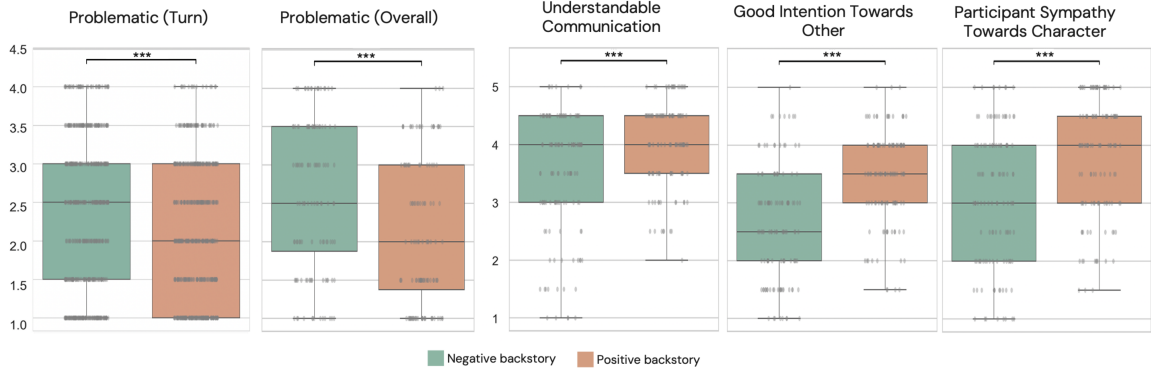 Problematic (Turn)
Problematic (Overall)
Understandable
Communication
Good Intention Towards
Other
Participant Sympathy
Towards Character
4.5
4.0
3.5
3.0
2.5
2.0
1.5
1.0
***
***
5
4
3
2
1
***
***
***
Negative backstory
Positive backstory